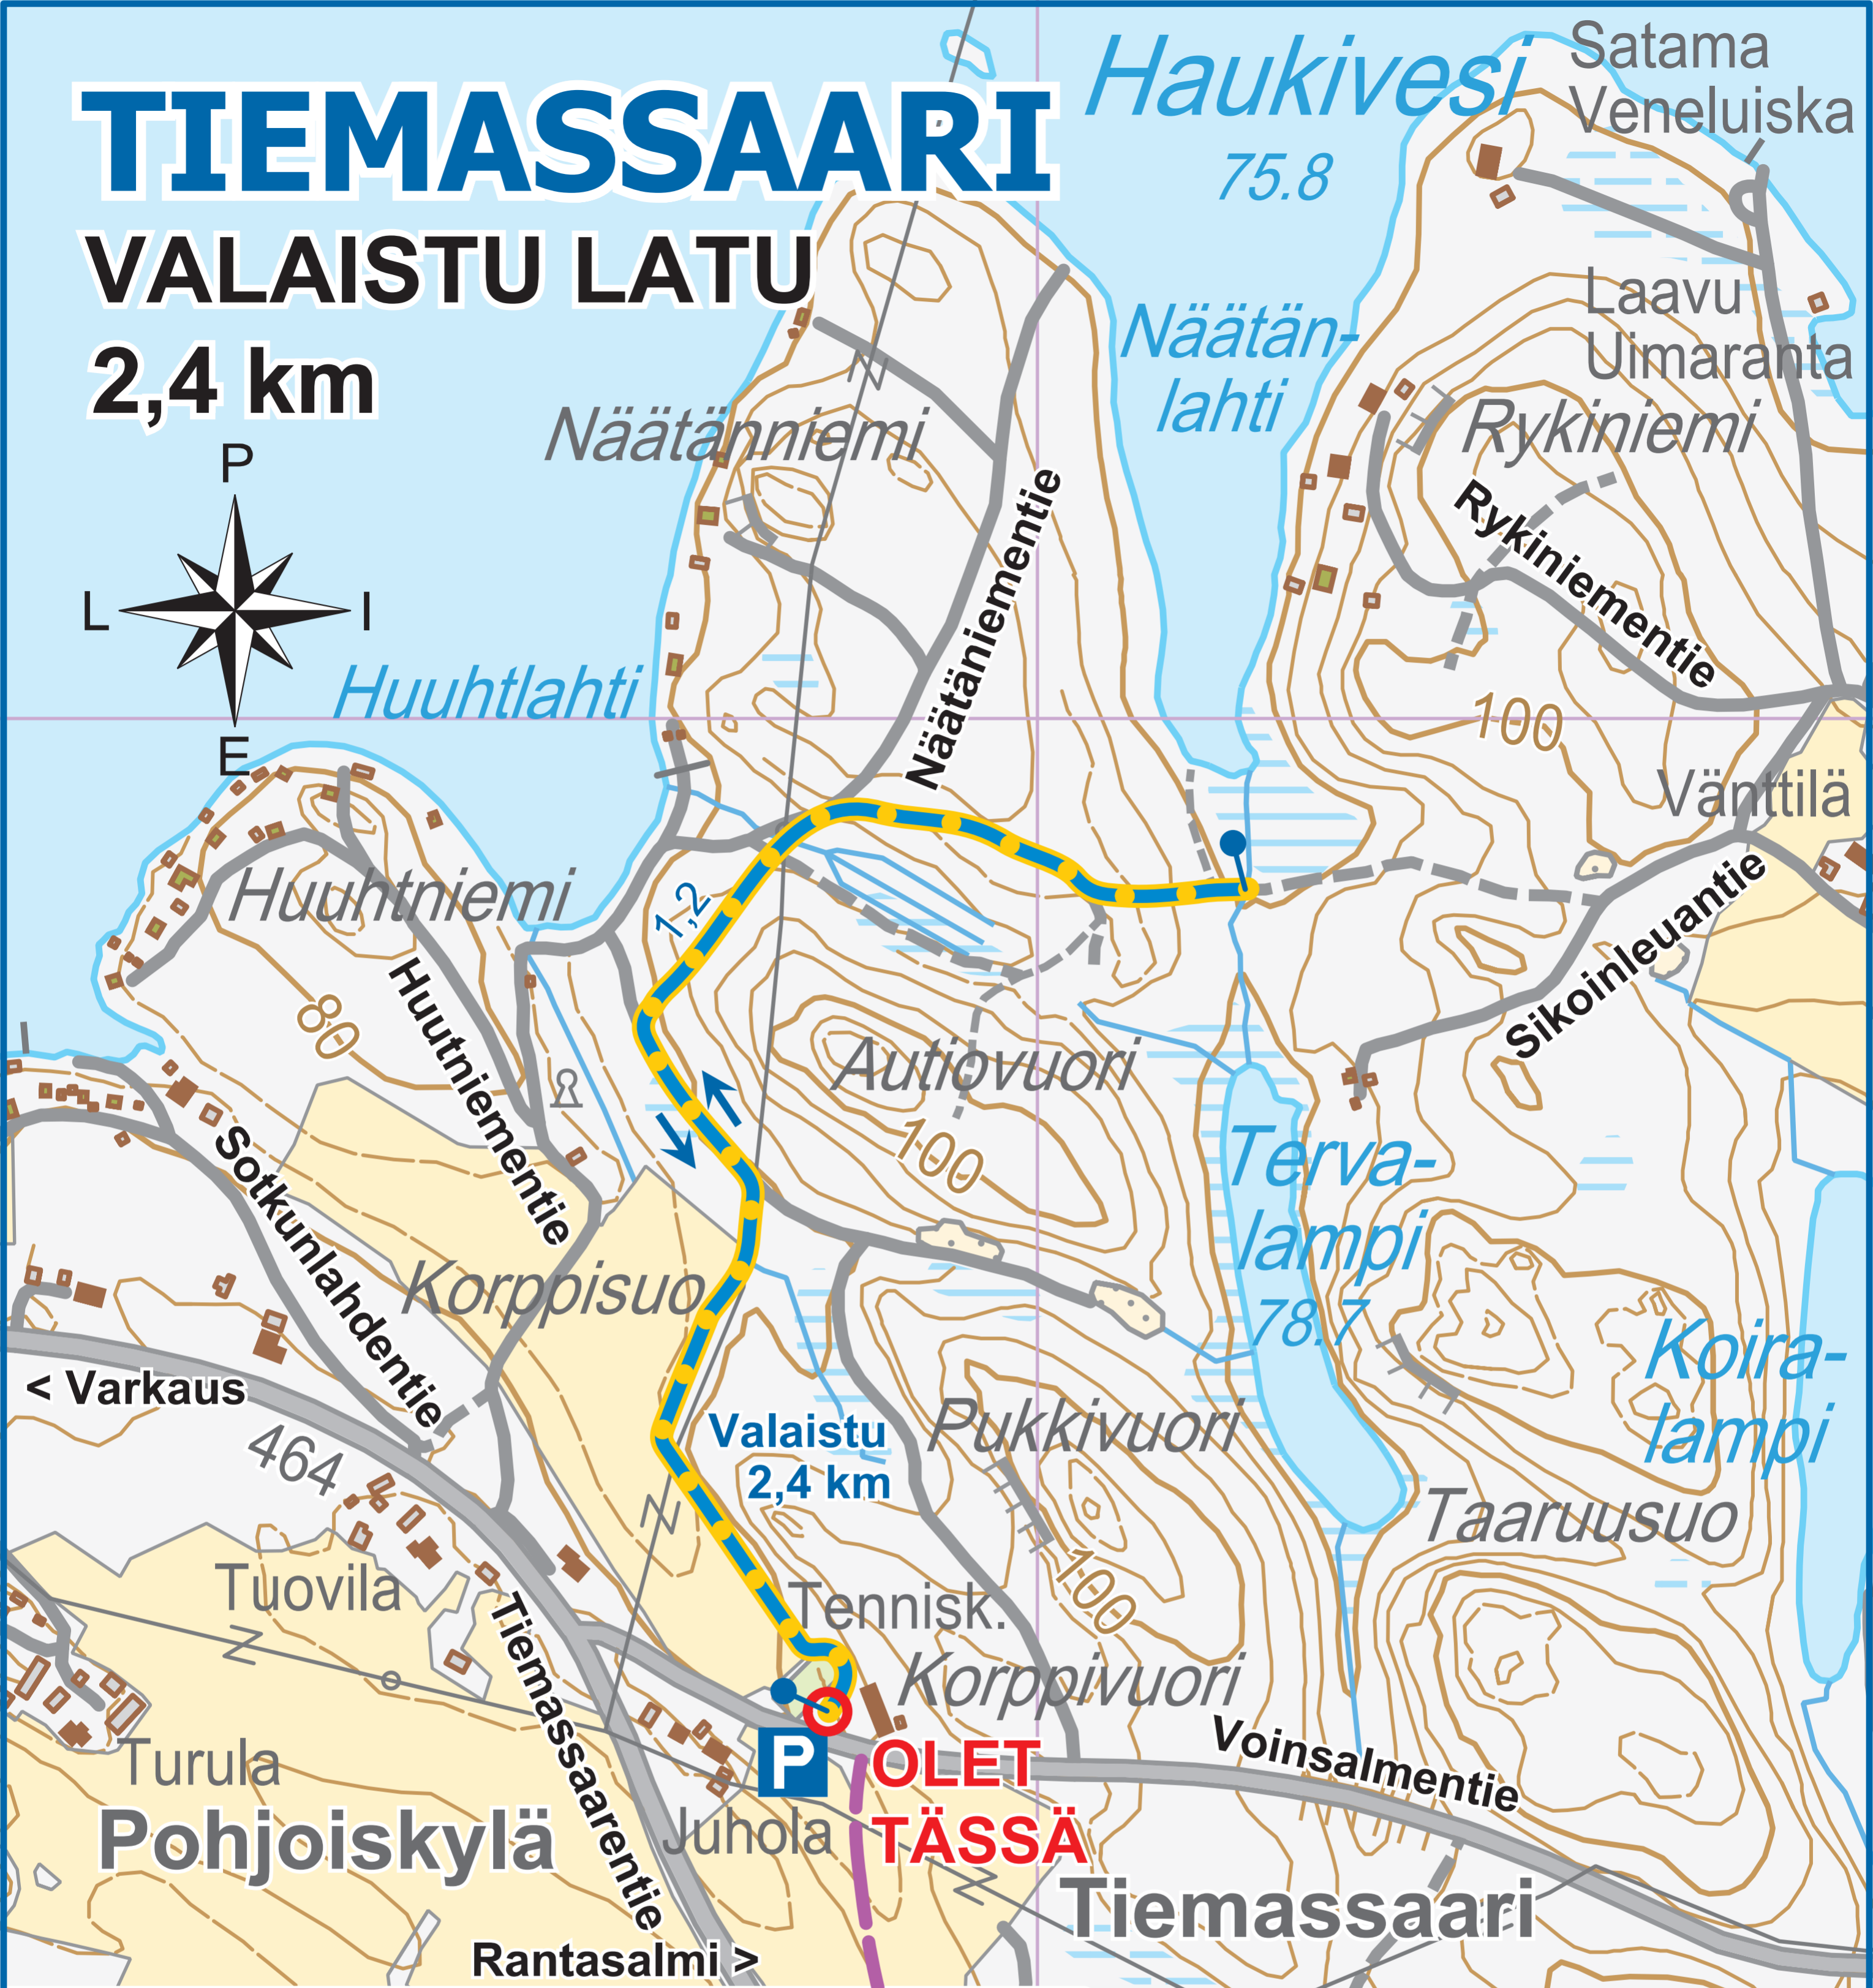 TIEMASSAARI
VALAISTU LATU
2,4 km
P
L
I
E
Haukivesi
75.8
Satama
Veneluiska
Näätän-
lahti
Laavu
Uimaranta
Rykiniemi
Näätänniemi
Näätäniementie
Rykiniementie
Huuhtlahti
100
Vänttilä
Huuhtniemi
1,2
80
Huutniementie
Sikoinleuantie
Autiovuori
100
Sotkunlahdentie
Terva-
lampi
78.7
Korppisuo
Koira-
lampi
< Varkaus
464
Valaistu
2,4 km
Pukkivuori
Taaruusuo
100
Tuovila
Tennisk.
Korppivuori
Tiemassaarentie
Voinsalmentie
Turula
P
OLET
TÄSSÄ
Pohjoiskylä
Juhola
Tiemassaari
Rantasalmi >